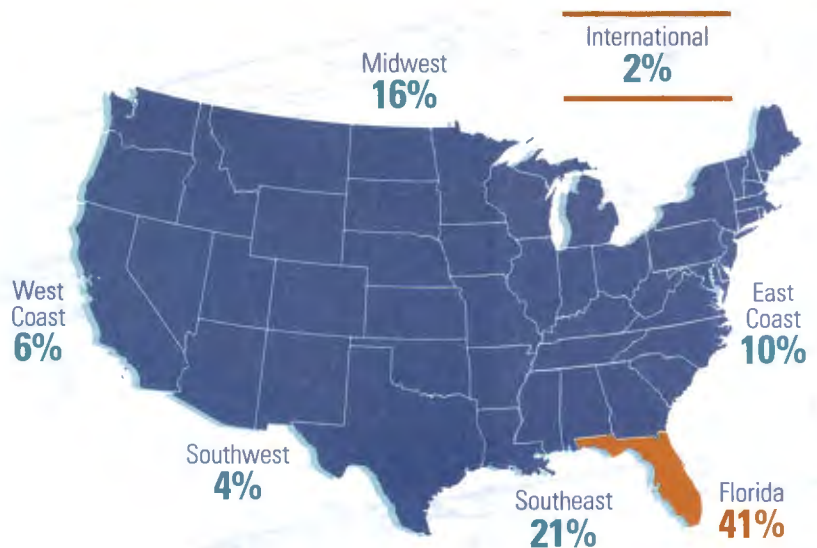 International
2%
Midwest
16%
West
Coast
6%
East
Coast
10%
Southwest
4%
Southeast
21%
Florida
41%